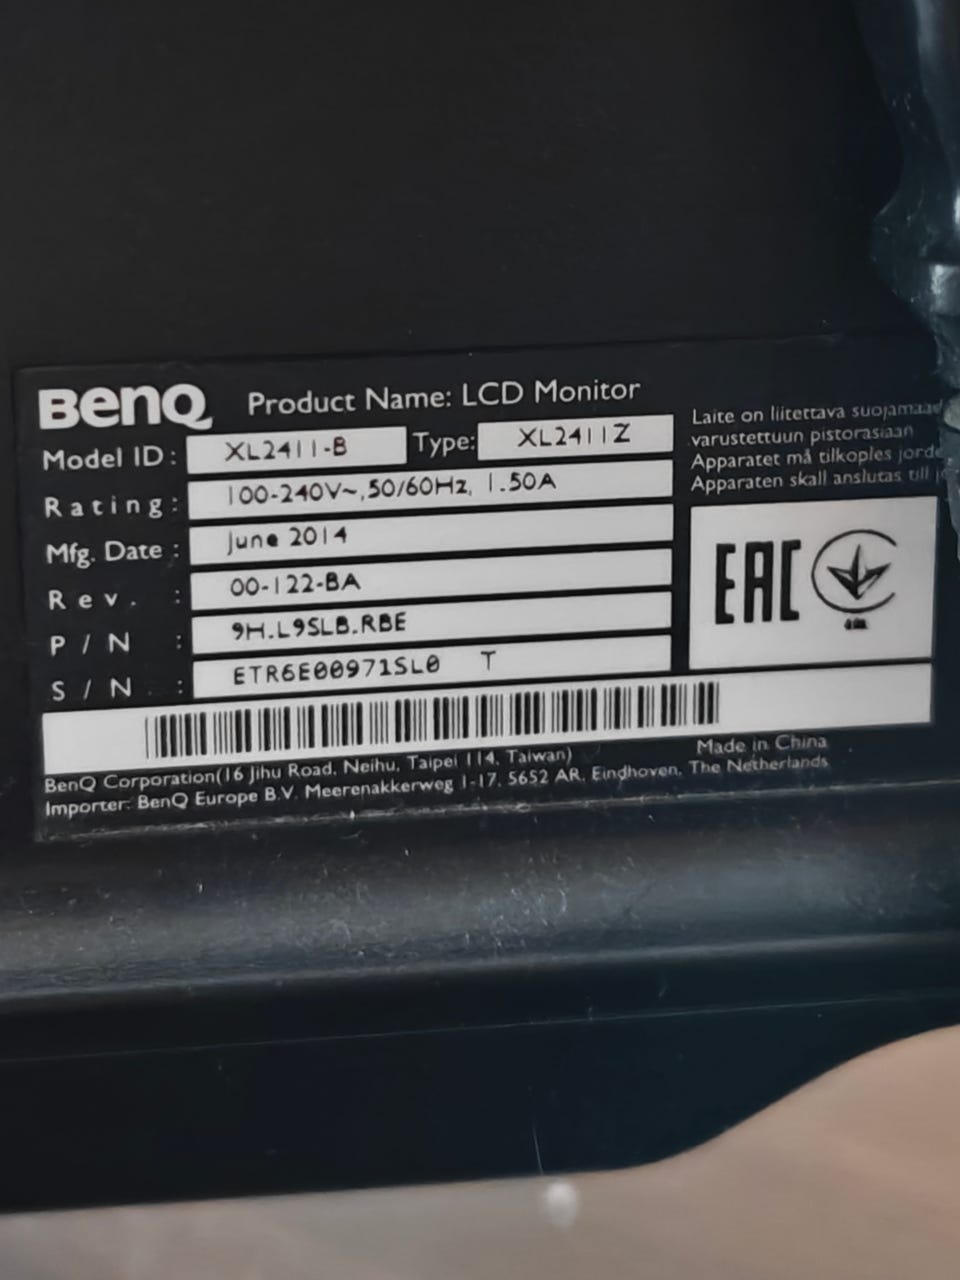 BenQ Product Name: LCD Monitor
Model ID: XL2411-B Type: XL2411Z
Rating: 100-240V~,50/60Hz, 1.50A
Mfg. Date: June 2014
Rev. : 00-122-BA
P/N : 9H.L9SLB.RBE
S/N : ETR6E00971SL0 T
Laite on liitettava suojamaad
varustettuun pistorasiaan
Apparatet må tilkoples jorde
Apparaten skall anslutas till
EAC
Made in China
BenQ Corporation(16 Jihu Road, Neihu, Taipei 114, Taiwan)
Importer: BenQ Europe B.V. Meerenakkerweg 1-17, 5652 AR, Eindhoven, The Netherlands